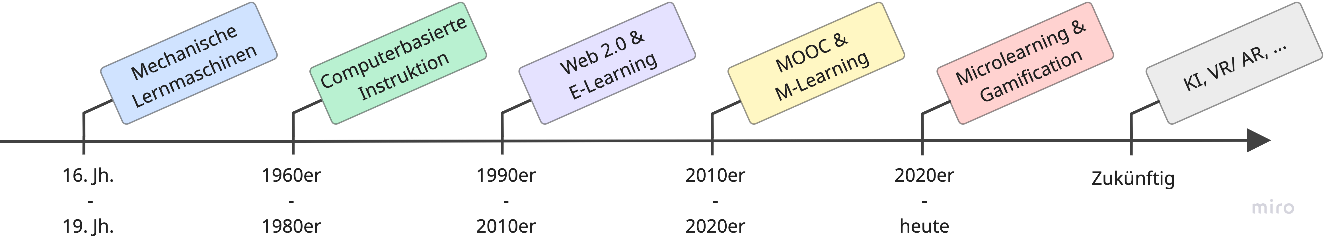 Mechanische
Lernmaschinen
Computerbasierte
Instruktion
Web 2.0 &
E-Learning
MOOC &
M-Learning
Microlearning &
Gamification
KI, VR/ AR, ...
16. Jh.
-
19. Jh.
1960er
-
1980er
1990er
-
2010er
2010er
-
2020er
2020er
-
heute
Zukünftig
miro